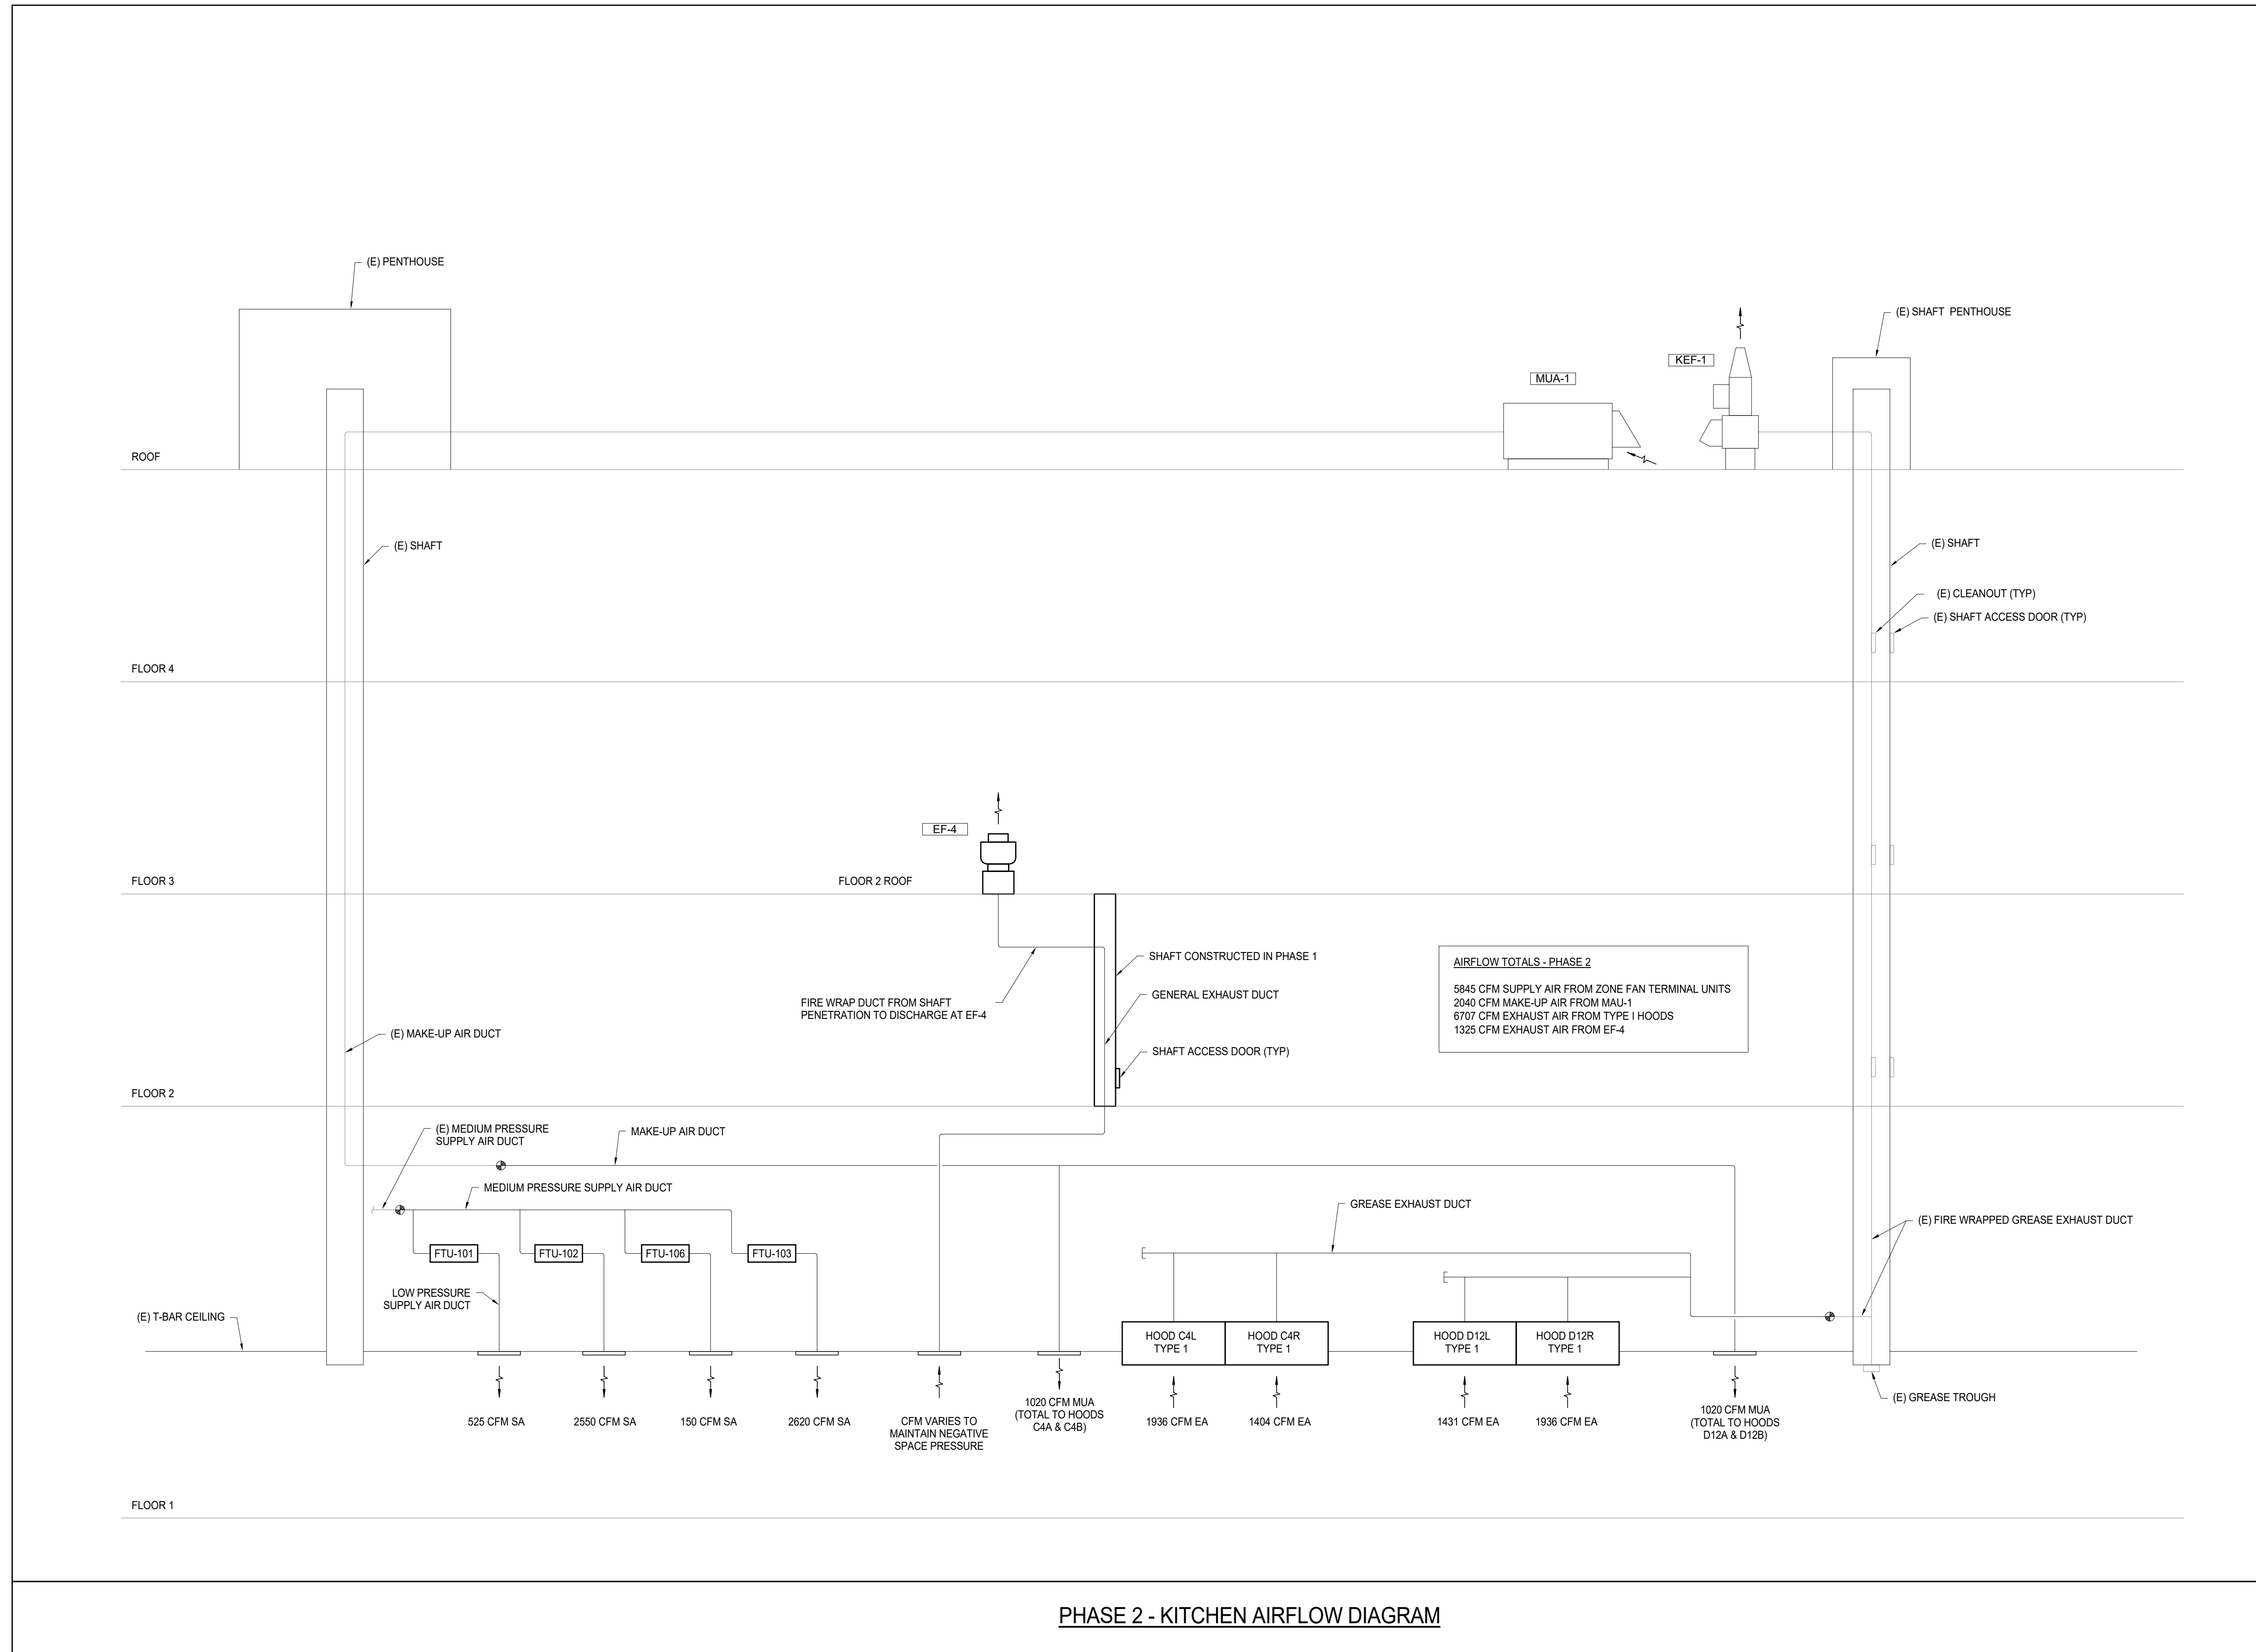 (E) PENTHOUSE
(E) SHAFT PENTHOUSE
KEF-1
MUA-1
ROOF
(E) SHAFT
(E) SHAFT
(E) CLEANOUT (TYP)
(E) SHAFT ACCESS DOOR (TYP)
FLOOR 4
EF-4
FLOOR 3
FLOOR 2 ROOF
SHAFT CONSTRUCTED IN PHASE 1
GENERAL EXHAUST DUCT
FIRE WRAP DUCT FROM SHAFT
PENETRATION TO DISCHARGE AT EF-4
SHAFT ACCESS DOOR (TYP)
AIRFLOW TOTALS - PHASE 2
5845 CFM SUPPLY AIR FROM ZONE FAN TERMINAL UNITS
2040 CFM MAKE-UP AIR FROM MAU-1
6707 CFM EXHAUST AIR FROM TYPE I HOODS
1325 CFM EXHAUST AIR FROM EF-4
(E) MAKE-UP AIR DUCT
FLOOR 2
(E) MEDIUM PRESSURE
SUPPLY AIR DUCT
MAKE-UP AIR DUCT
MEDIUM PRESSURE SUPPLY AIR DUCT
GREASE EXHAUST DUCT
(E) FIRE WRAPPED GREASE EXHAUST DUCT
FTU-101
FTU-102
FTU-106
FTU-103
LOW PRESSURE
SUPPLY AIR DUCT
(E) T-BAR CEILING
HOOD C4L
TYPE 1
HOOD C4R
TYPE 1
HOOD D12L
TYPE 1
HOOD D12R
TYPE 1
(E) GREASE TROUGH
525 CFM SA
2550 CFM SA
150 CFM SA
2620 CFM SA
CFM VARIES TO
MAINTAIN NEGATIVE
SPACE PRESSURE
1020 CFM MUA
(TOTAL TO HOODS
C4A & C4B)
1936 CFM EA
1404 CFM EA
1431 CFM EA
1936 CFM EA
1020 CFM MUA
(TOTAL TO HOODS
D12A & D12B)
FLOOR 1
PHASE 2 - KITCHEN AIRFLOW DIAGRAM